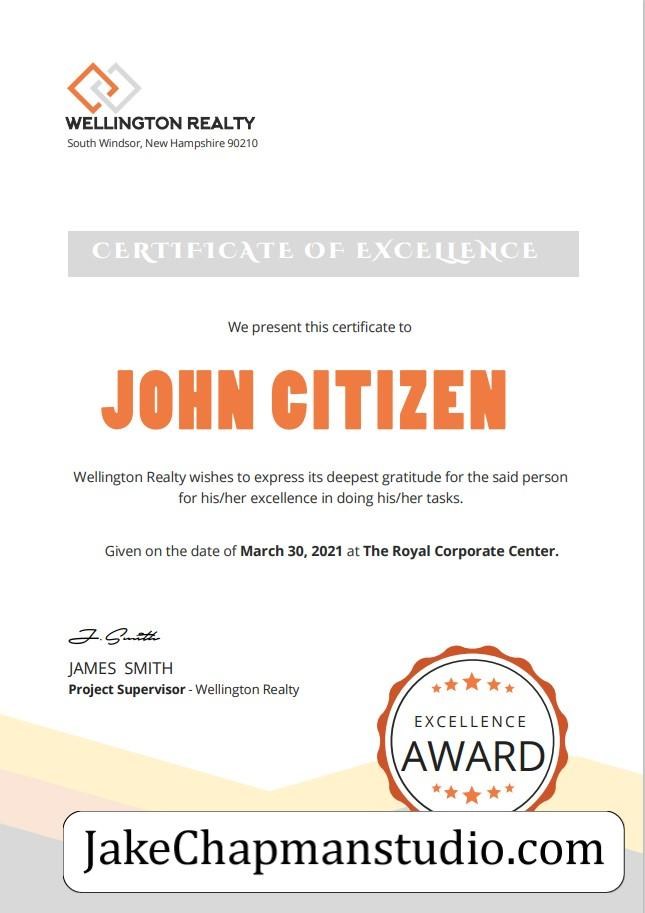 WELLINGTON REALTY
South Windsor, New Hampshire 90210
CERTIFICATE OF EXCELLENCE
We present this certificate to
JOHN CITIZEN
Wellington Realty wishes to express its deepest gratitude for the said person
for his/her excellence in doing his/her tasks.
Given on the date of March 30, 2021 at The Royal Corporate Center.
J. Smith
JAMES SMITH
Project Supervisor - Wellington Realty
EXCELLENCE
AWARD
JakeChapmanstudio.com